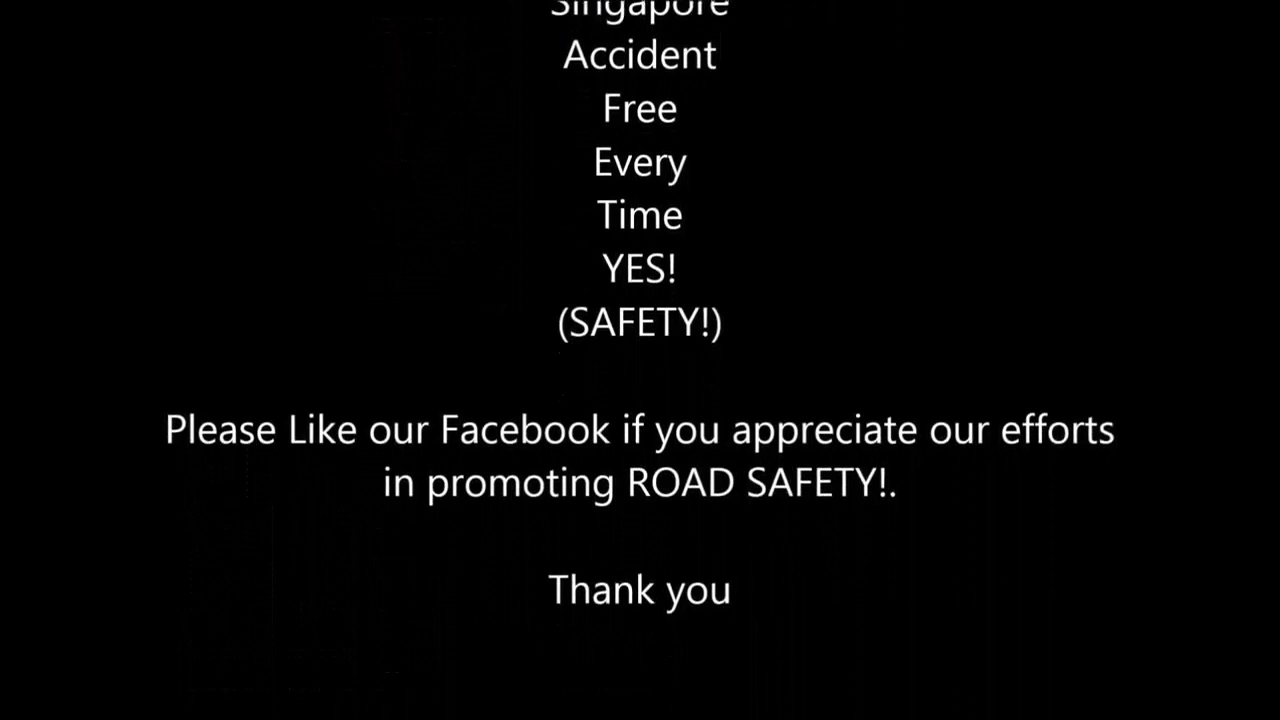 Singapore
Accident
Free
Every
Time
YES!
(SAFETY!)
Please Like our Facebook if you appreciate our efforts
in promoting ROAD SAFETY!.
Thank you